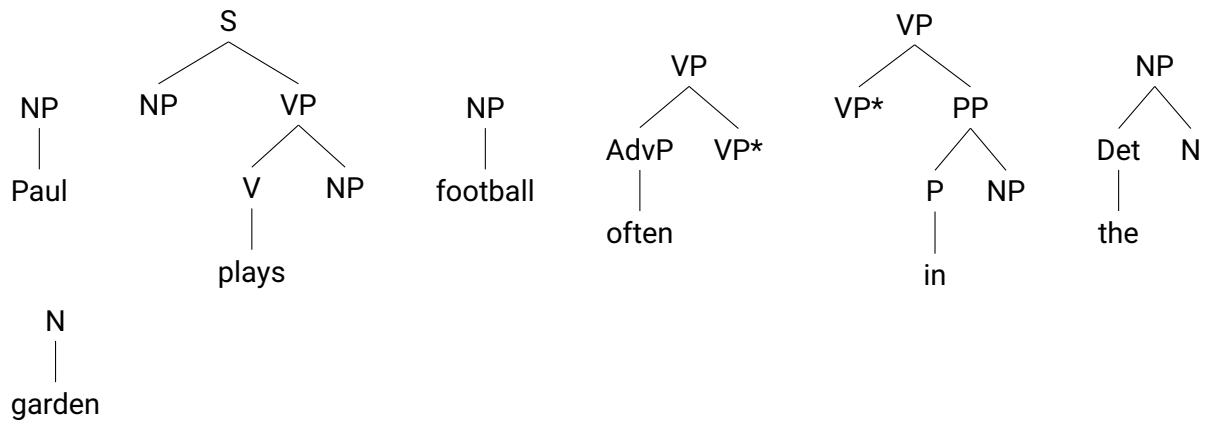 S
VP
NP VP
VP* PP
NP NP VP NP AdvP VP* Det N
Paul V NP football often P NP the
plays in
N
garden